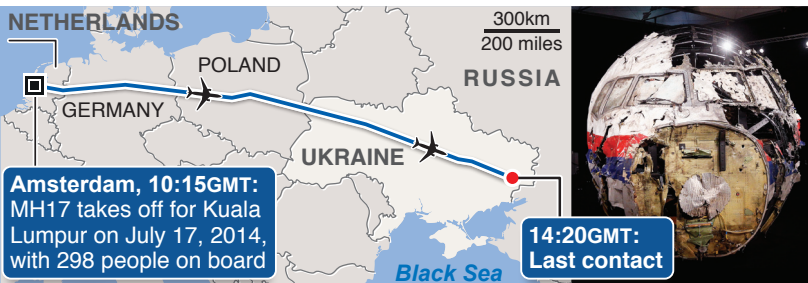 NETHERLANDS
300km
200 miles
POLAND
RUSSIA
GERMANY
UKRAINE
Amsterdam, 10:15GMT:
MH17 takes off for Kuala
Lumpur on July 17, 2014,
with 298 people on board
14:20GMT:
Last contact
Black Sea